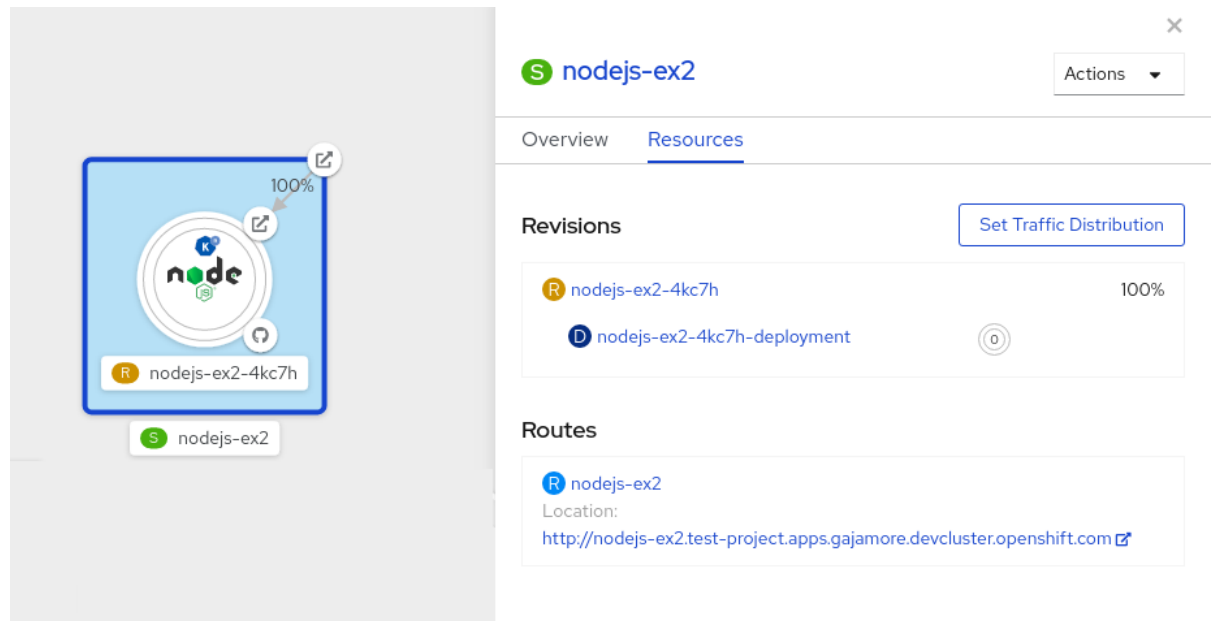 100%
K
node
JS
R nodejs-ex2-4kc7h
S nodejs-ex2
S nodejs-ex2
Actions
Overview Resources
Revisions
Set Traffic Distribution
R nodejs-ex2-4kc7h 100%
D nodejs-ex2-4kc7h-deployment 0
Routes
R nodejs-ex2
Location:
http://nodejs-ex2.test-project.apps.gajamore.devcluster.openshift.com